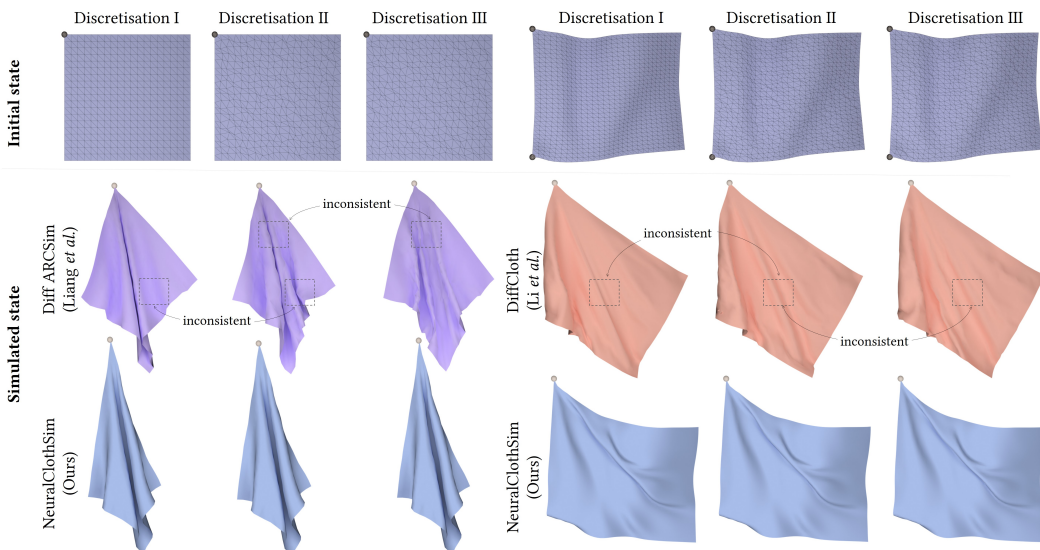 Discretisation I
Discretisation II
Discretisation III
Discretisation I
Discretisation II
Discretisation III
Initial state
Simulated state
Diff ARCSim
(Liang et al.)
inconsistent
inconsistent
DiffCloth
(Li et al.)
inconsistent
inconsistent
NeuralClothSim
(Ours)
NeuralClothSim
(Ours)